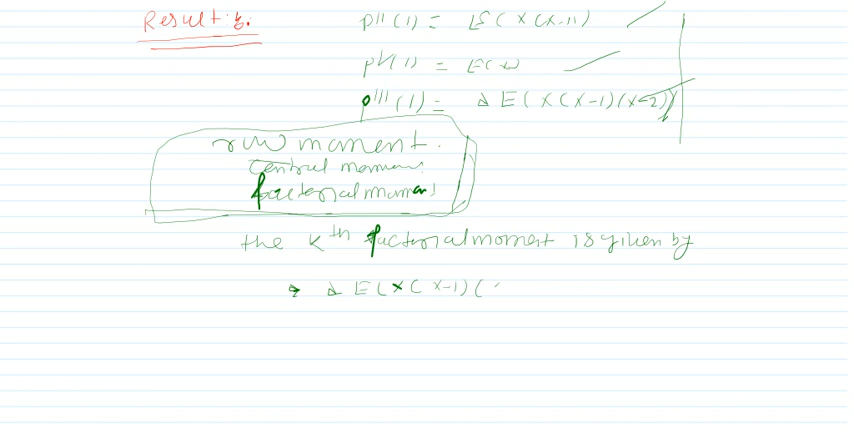 Result:
P''(1) = E(X(X-1))
P'(1) = E(X)
P'''(1) = E(X(X-1)(X-2))
raw moment.
Central moment
factorial moment
the Kth factorial moment is given by
→ E(X(X-1)(